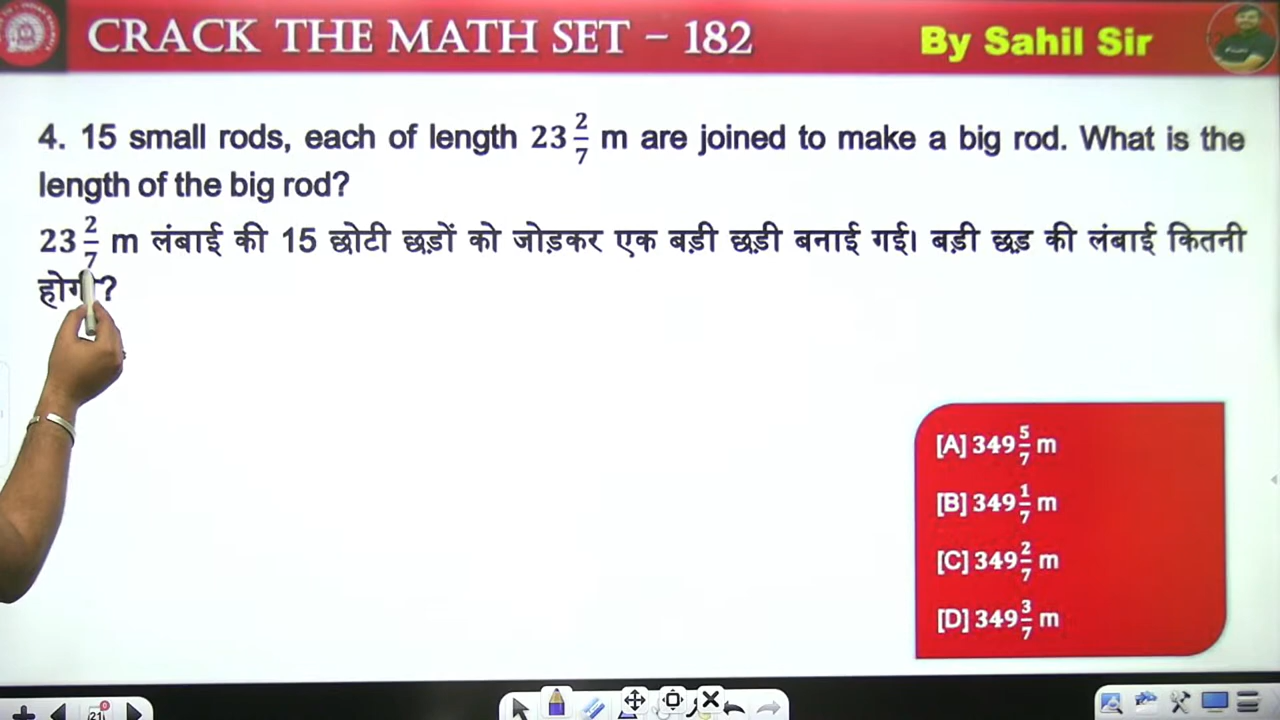 CRACK THE MATH SET – 182
By Sahil Sir
4. 15 small rods, each of length 23 2/7 m are joined to make a big rod. What is the
length of the big rod?
23 2/7 m लंबाई की 15 छोटी छड़ों को जोड़कर एक बड़ी छड़ी बनाई गई। बड़ी छड़ की लंबाई कितनी
?
[A] 349 5/7 m
[B] 349 1/7 m
[C] 349 2/7 m
[D] 349 3/7 m